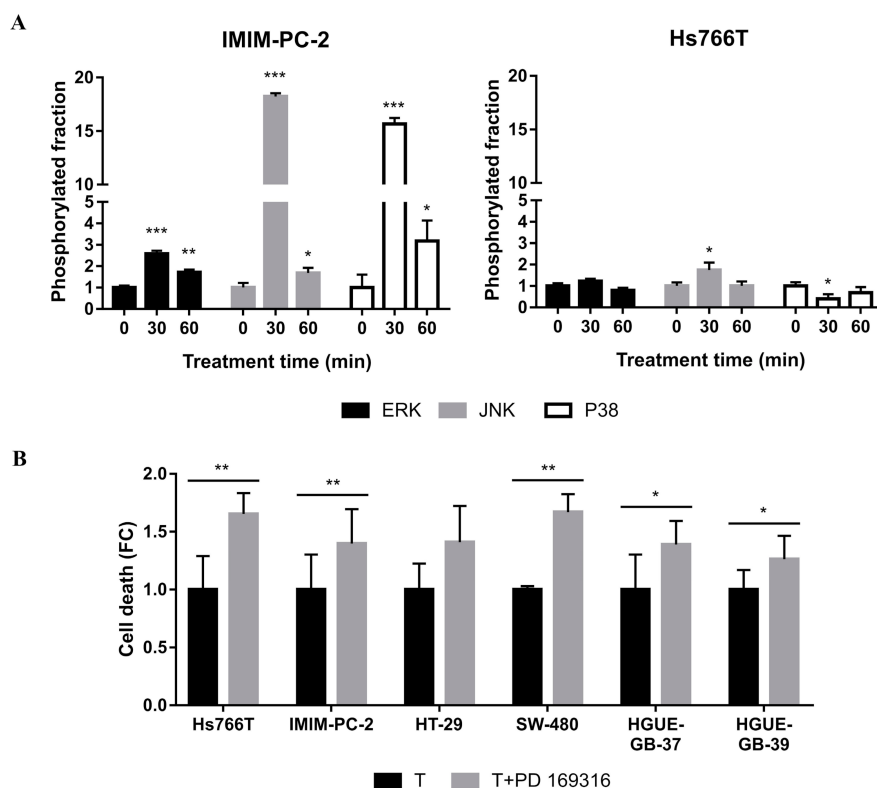 A
IMIM-PC-2
Hs766T
Phosphorylated fraction
20
15
10
5
4
3
2
1
0
***
**
***
*
***
*
0 30 60 0 30 60 0 30 60
Treatment time (min)
Phosphorylated fraction
20
15
10
5
4
3
2
1
0
*
*
0 30 60 0 30 60 0 30 60
Treatment time (min)
ERK JNK P38
B
Cell death (FC)
2.0
1.5
1.0
0.5
0.0
**
**
**
*
*
Hs766T
IMIM-PC-2
HT-29
SW-480
HGUE-
GB-37
HGUE-
GB-39
T T+PD 169316